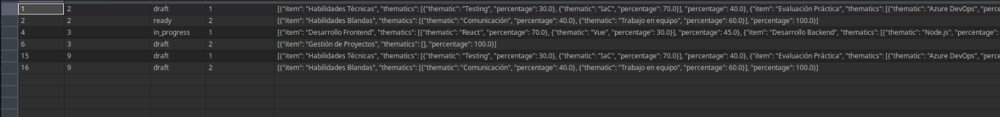 1 2 draft 1 [{"item": "Habilidades Técnicas", "thematics": [{"thematic": "Testing", "percentage": 30.0}, {"thematic": "IaC", "percentage": 70.0}], "percentage": 40.0}, {"item": "Evaluación Práctica", "thematics": [{"thematic": "Azure DevOps", "perce
2 2 ready 2 [{"item": "Habilidades Blandas", "thematics": [{"thematic": "Comunicación", "percentage": 40.0}, {"thematic": "Trabajo en equipo", "percentage": 60.0}], "percentage": 100.0}]
4 3 in_progress 1 [{"item": "Desarrollo Frontend", "thematics": [{"thematic": "React", "percentage": 70.0}, {"thematic": "Vue", "percentage": 30.0}], "percentage": 45.0}, {"item": "Desarrollo Backend", "thematics": [{"thematic": "Node.js", "percentage":
6 3 draft 2 [{"item": "Gestión de Proyectos", "thematics": [], "percentage": 100.0}]
15 9 draft 1 [{"item": "Habilidades Técnicas", "thematics": [{"thematic": "Testing", "percentage": 30.0}, {"thematic": "IaC", "percentage": 70.0}], "percentage": 40.0}, {"item": "Evaluación Práctica", "thematics": [{"thematic": "Azure DevOps", "perce
16 9 draft 2 [{"item": "Habilidades Blandas", "thematics": [{"thematic": "Comunicación", "percentage": 40.0}, {"thematic": "Trabajo en equipo", "percentage": 60.0}], "percentage": 100.0}]